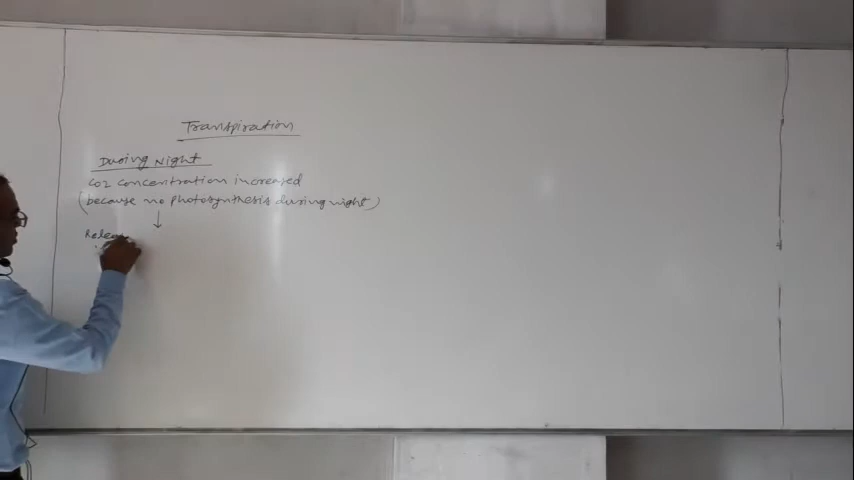 Transpiration
During Night
CO2 concentration increased
(because no photosynthesis during night)
↓